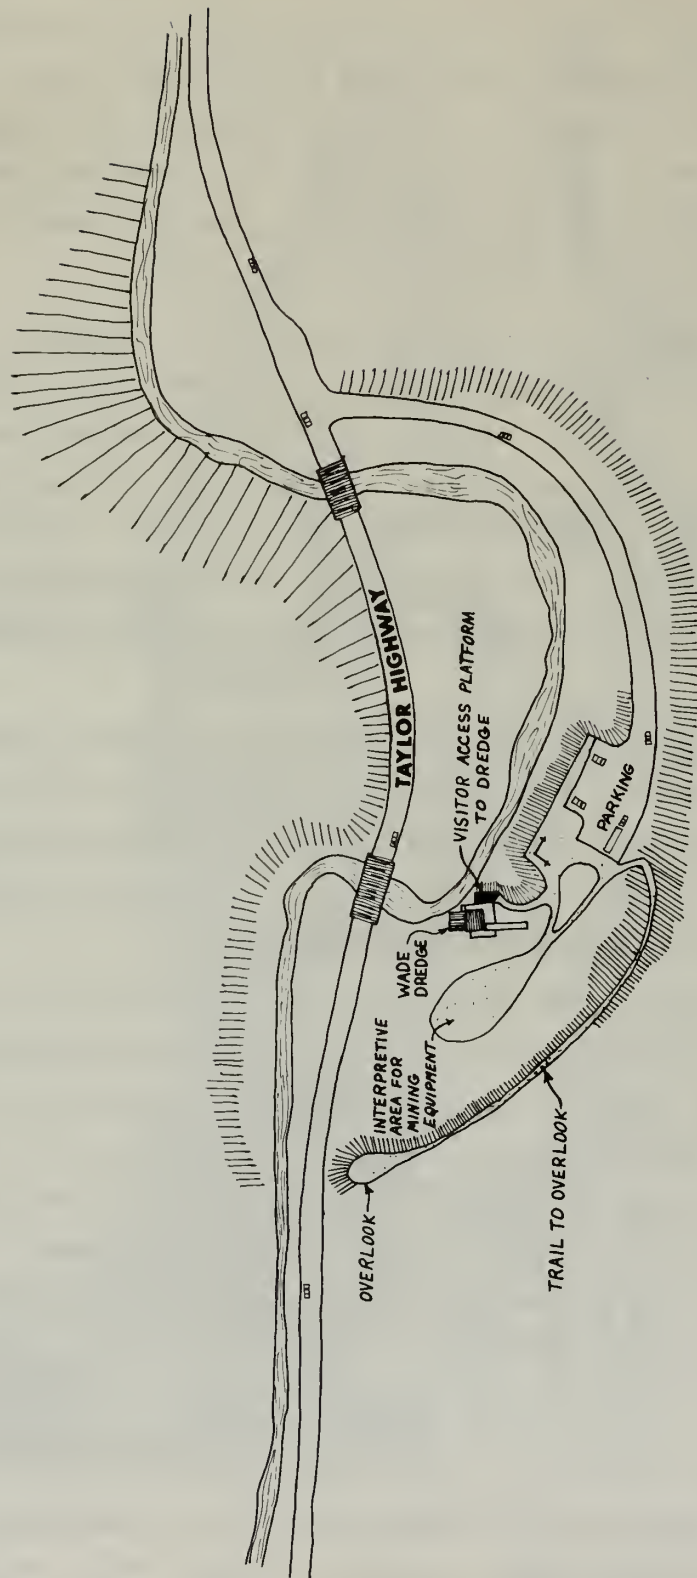 TAYLOR HIGHWAY
VISITOR ACCESS PLATFORM
TO DREDGE
PARKING
WADE
DREDGE
INTERPRETIVE
AREA FOR
MINING
EQUIPMENT
OVERLOOK
TRAIL TO OVERLOOK